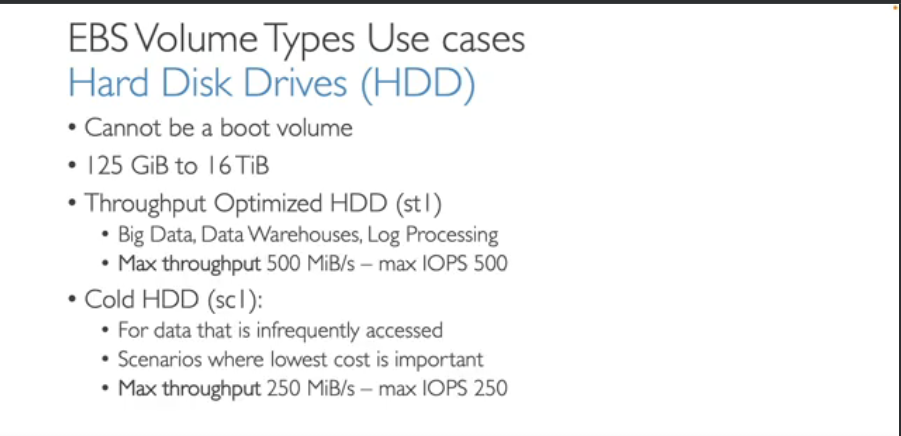 EBS Volume Types Use cases
Hard Disk Drives (HDD)
• Cannot be a boot volume
• 125 GiB to 16 TiB
• Throughput Optimized HDD (st1)
• Big Data, Data Warehouses, Log Processing
• Max throughput 500 MiB/s – max IOPS 500
• Cold HDD (sc1):
• For data that is infrequently accessed
• Scenarios where lowest cost is important
• Max throughput 250 MiB/s – max IOPS 250